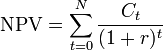 NPV = \sum_{t=0}^{N} \frac{C_t}{(1+r)^t}